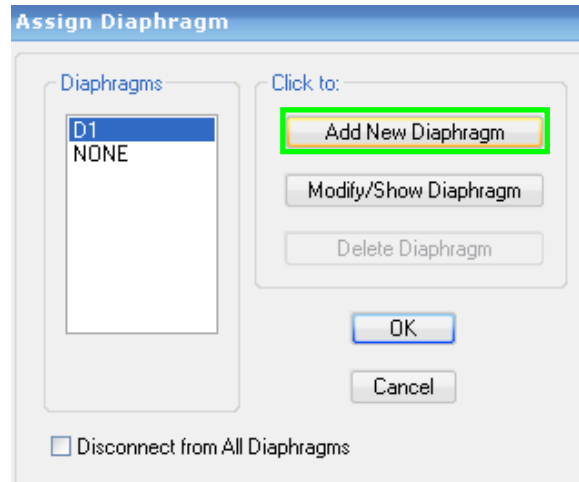 Assign Diaphragm
Diaphragms
D1
NONE
Click to:
Add New Diaphragm
Modify/Show Diaphragm
Delete Diaphragm
OK
Cancel
Disconnect from All Diaphragms